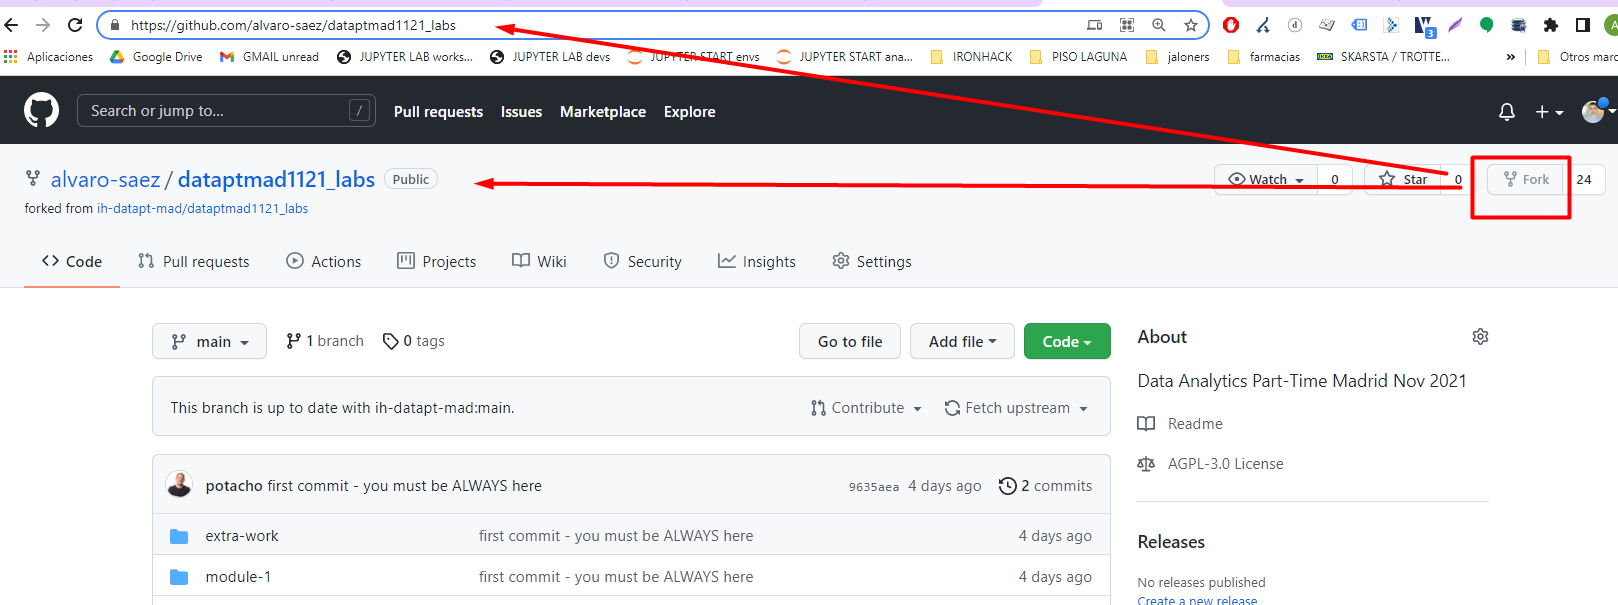 https://github.com/alvaro-saez/dataptmad1121_labs
3
A
Aplicaciones Google Drive GMAIL unread JUPYTER LAB works... JUPYTER LAB devs JUPYTER START envs JUPYTER START ana... IRONHACK PISO LAGUNA jaloners farmacias IKEA SKARSTA / TROTTE... » Otros marc
Search or jump to... / Pull requests Issues Marketplace Explore
alvaro-saez / dataptmad1121_labs Public Watch 0 Star 0 Fork 24
forked from ih-datapt-mad/dataptmad1121_labs
Code Pull requests Actions Projects Wiki Security Insights Settings
main 1 branch 0 tags Go to file Add file Code
About
Data Analytics Part-Time Madrid Nov 2021
Readme
AGPL-3.0 License
This branch is up to date with ih-datapt-mad:main. Contribute Fetch upstream
potacho first commit - you must be ALWAYS here 9635aea 4 days ago 2 commits
extra-work first commit - you must be ALWAYS here 4 days ago
module-1 first commit - you must be ALWAYS here 4 days ago
Releases
No releases published
Create a new release